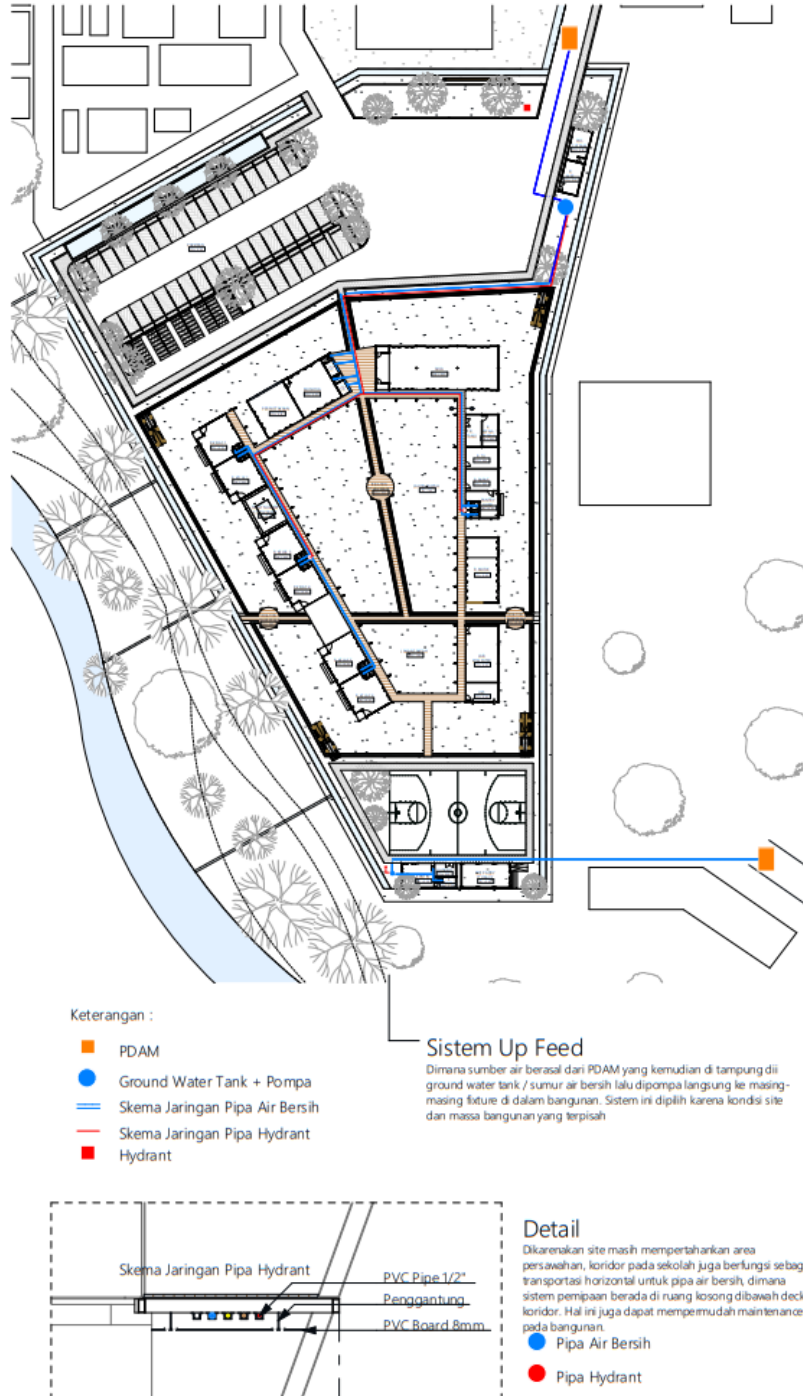 Keterangan :
PDAM
Ground Water Tank + Pompa
Skema Jaringan Pipa Air Bersih
Skema Jaringan Pipa Hydrant
Hydrant
Sistem Up Feed
Dimana sumber air berasal dari PDAM yang kemudian di tampung dii
ground water tank / sumur air bersih lalu dipompa langsung ke masing-
masing fixture di dalam bangunan. Sistem ini dipilih karena kondisi site
dan massa bangunan yang terpisah
Skema Jaringan Pipa Hydrant
PVC Pipe 1/2"
Penggantung
PVC Board 8mm
Detail
Dikarenakan site masih mempertahankan area
persawahan, koridor pada sekolah juga berfungsi sebag
transportasi horizontal untuk pipa air bersih, dimana
sistem pemipaan berada di ruang kosong dibawah deck
koridor. Hal ini juga dapat mempermudah maintenance
pada bangunan.
Pipa Air Bersih
Pipa Hydrant